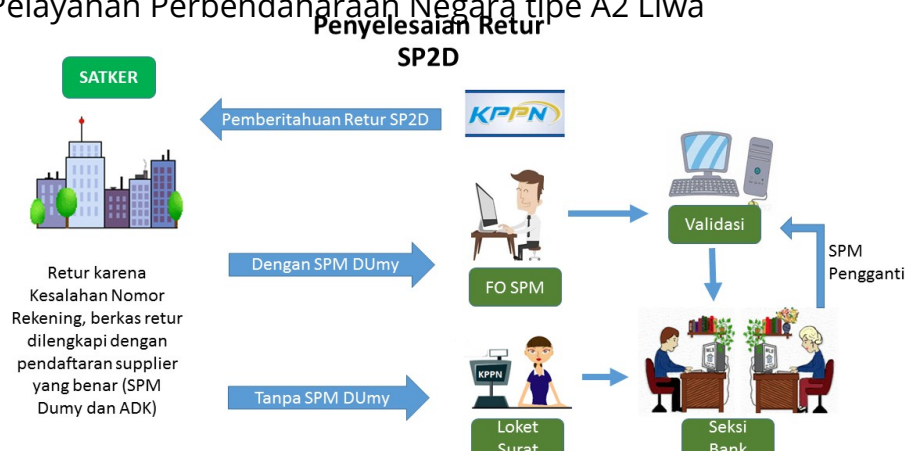 Pelayanan Perbendaharaan Negara tipe A2 Liwa
Penyelesaian Retur
SP2D
SATKER
Pemberitahuan Retur SP2D
KPPN
Validasi
SPM
Pengganti
Dengan SPM DUmy
FO SPM
Retur karena
Kesalahan Nomor
Rekening, berkas retur
dilengkapi dengan
pendaftaran supplier
yang benar (SPM
Dumy dan ADK)
KPPN
Tanpa SPM DUmy
Loket
Surat
Seksi
Bank